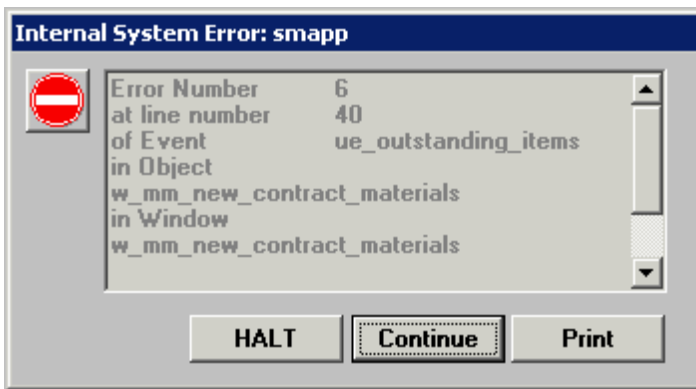 Internal System Error: smapp
Error Number 6
at line number 40
of Event ue_outstanding_items
in Object
w_mm_new_contract_materials
in Window
w_mm_new_contract_materials
HALT Continue Print